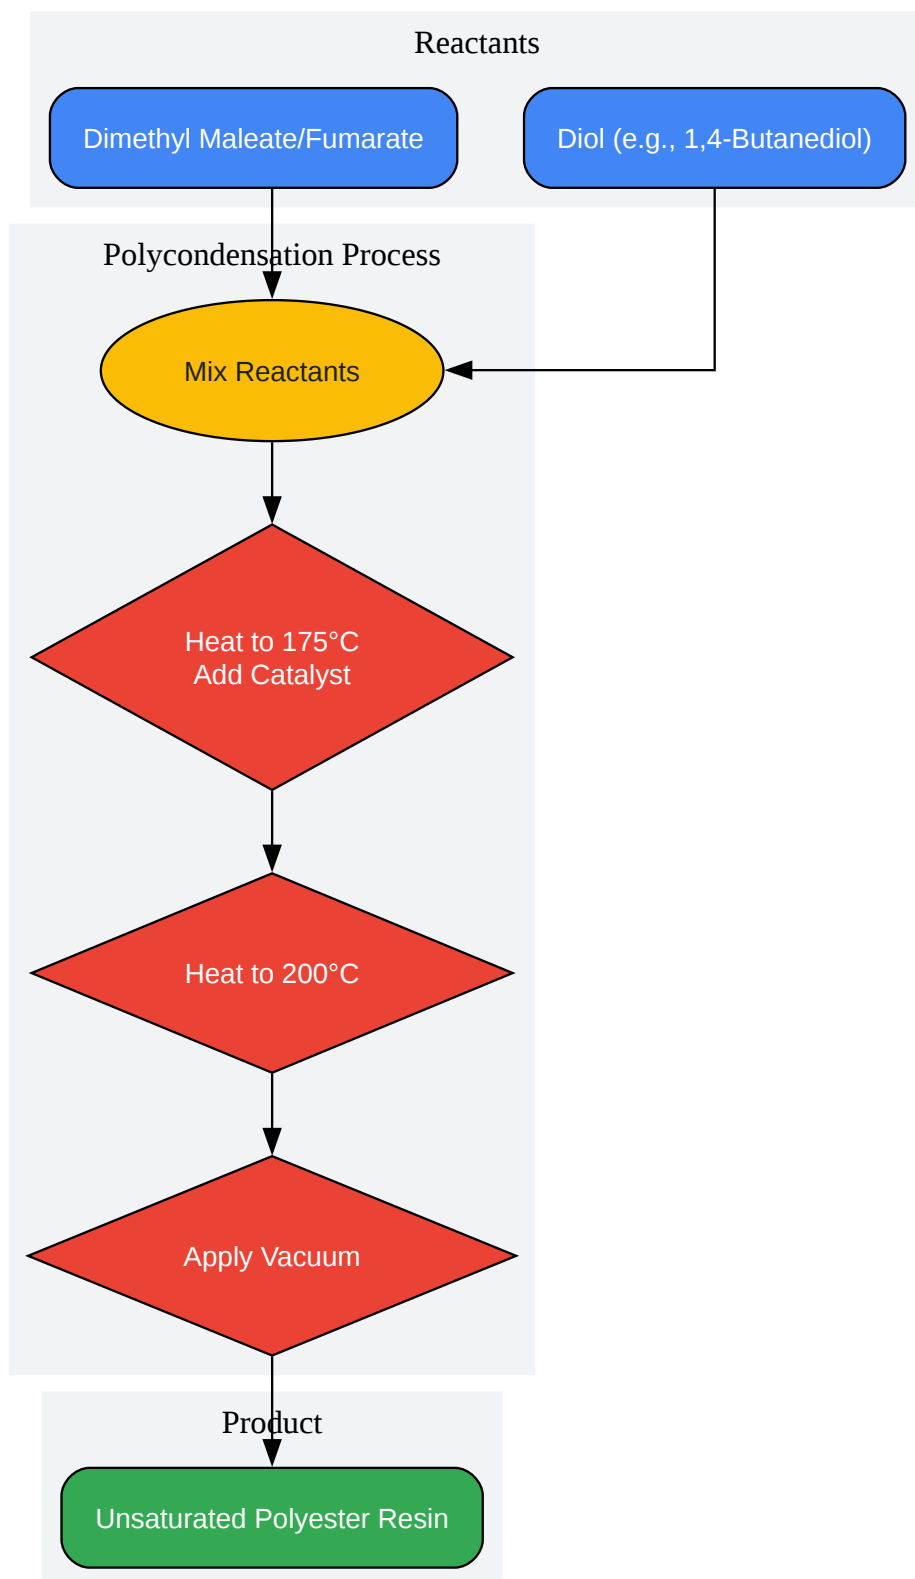 Reactants
Dimethyl Maleate/Fumarate
Diol (e.g., 1,4-Butanediol)
Polycondensation Process
Mix Reactants
Heat to 175°C
Add Catalyst
Heat to 200°C
Apply Vacuum
Product
Unsaturated Polyester Resin